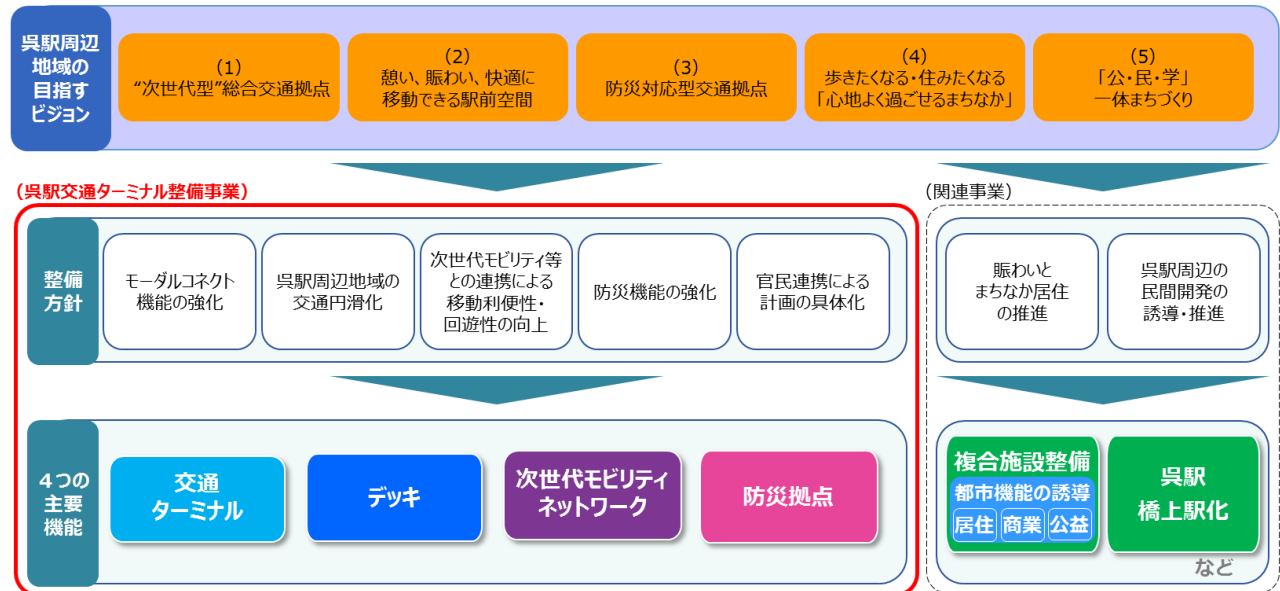 呉駅周辺
地域の
目指す
ビジョン
(1)
“次世代型”総合交通拠点
(2)
憩い、賑わい、快適に
移動できる駅前空間
(3)
防災対応型交通拠点
(4)
歩きたくなる・住みたくなる
「心地よく過ごせるまちなか」
(5)
「公・民・学」
一体まちづくり
(呉駅交通ターミナル整備事業)
整備
方針
モーダルコネクト
機能の強化
呉駅周辺地域の
交通円滑化
次世代モビリティ等
との連携による
移動利便性・
回遊性の向上
防災機能の強化
官民連携による
計画の具体化
4つの
主要
機能
交通
ターミナル
デッキ
次世代モビリティ
ネットワーク
防災拠点
(関連事業)
賑わいと
まちなか居住
の推進
呉駅周辺の
民間開発の
誘導・推進
複合施設整備
都市機能の誘導
居住 商業 公益
呉駅
橋上駅化
など